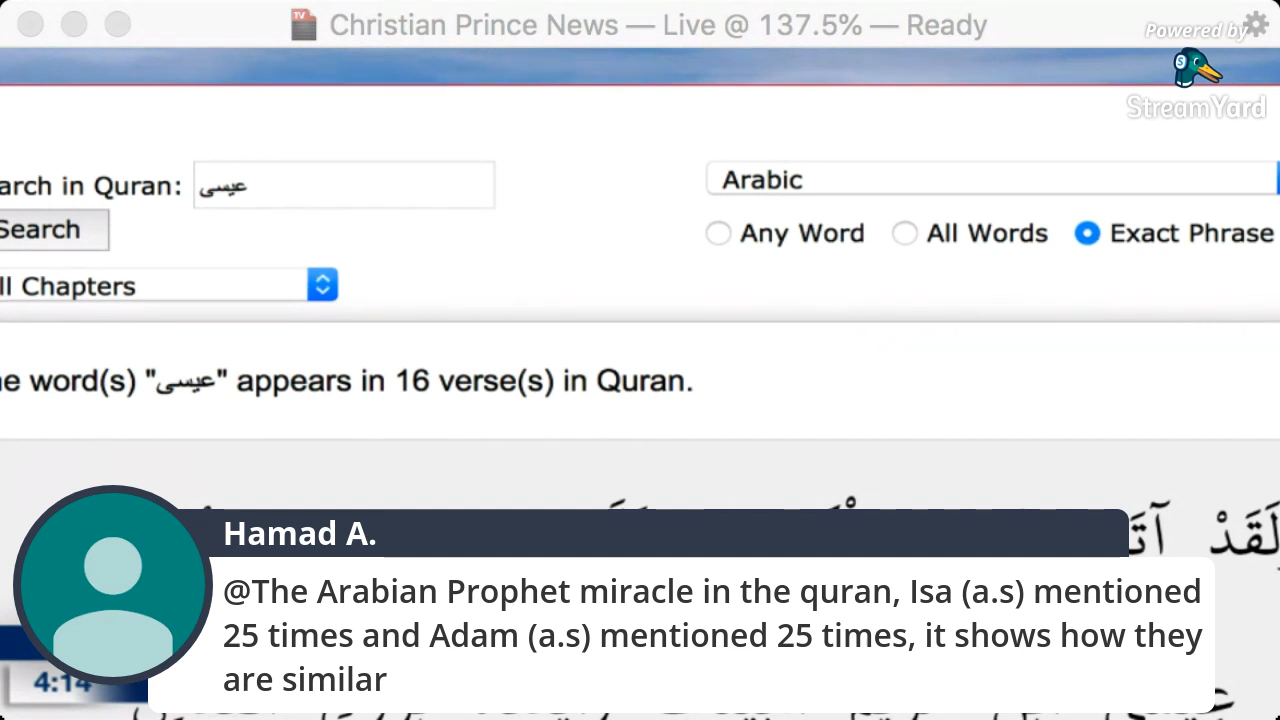 Christian Prince News — Live @ 137.5% — Ready
Powered by
StreamYard
arch in Quran: عيسى
Arabic
Search
Any Word All Words Exact Phrase
ll Chapters
e word(s) "عيسى" appears in 16 verse(s) in Quran.
Hamad A.
@The Arabian Prophet miracle in the quran, Isa (a.s) mentioned
25 times and Adam (a.s) mentioned 25 times, it shows how they
are similar
4:14